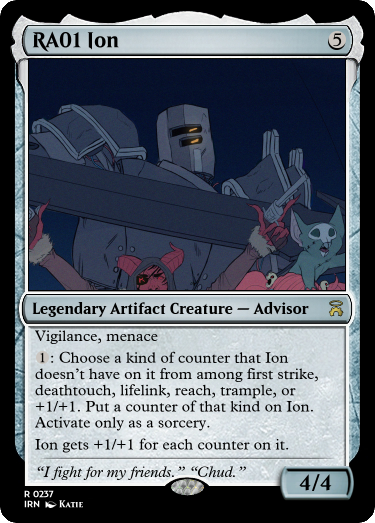 RA01 Ion 5
Legendary Artifact Creature — Advisor
Vigilance, menace
1 : Choose a kind of counter that Ion
doesn't have on it from among first strike,
deathtouch, lifelink, reach, trample, or
+1/+1. Put a counter of that kind on Ion.
Activate only as a sorcery.
Ion gets +1/+1 for each counter on it.
“I fight for my friends.” “Chud.”
4/4
R 0237
IRN KATIE